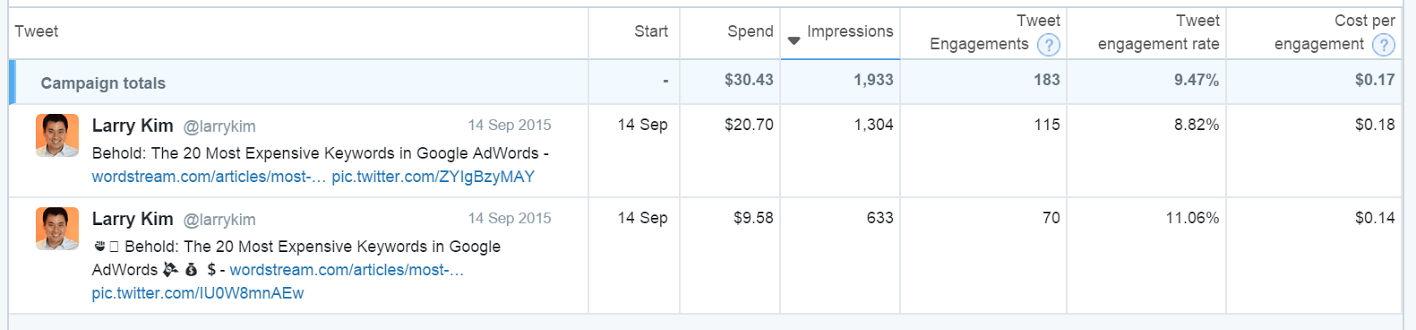 Tweet Start Spend Impressions Tweet Engagements ? Tweet engagement rate Cost per engagement ?
Campaign totals - $30.43 1,933 183 9.47% $0.17
Larry Kim @larrykim 14 Sep 2015 14 Sep $20.70 1,304 115 8.82% $0.18
Behold: The 20 Most Expensive Keywords in Google AdWords -
wordstream.com/articles/most-… pic.twitter.com/ZYIgBzyMAY
Larry Kim @larrykim 14 Sep 2015 14 Sep $9.58 633 70 11.06% $0.14
Behold: The 20 Most Expensive Keywords in Google
AdWords 💸 💰 $ - wordstream.com/articles/most-…
pic.twitter.com/IU0W8mnAEw